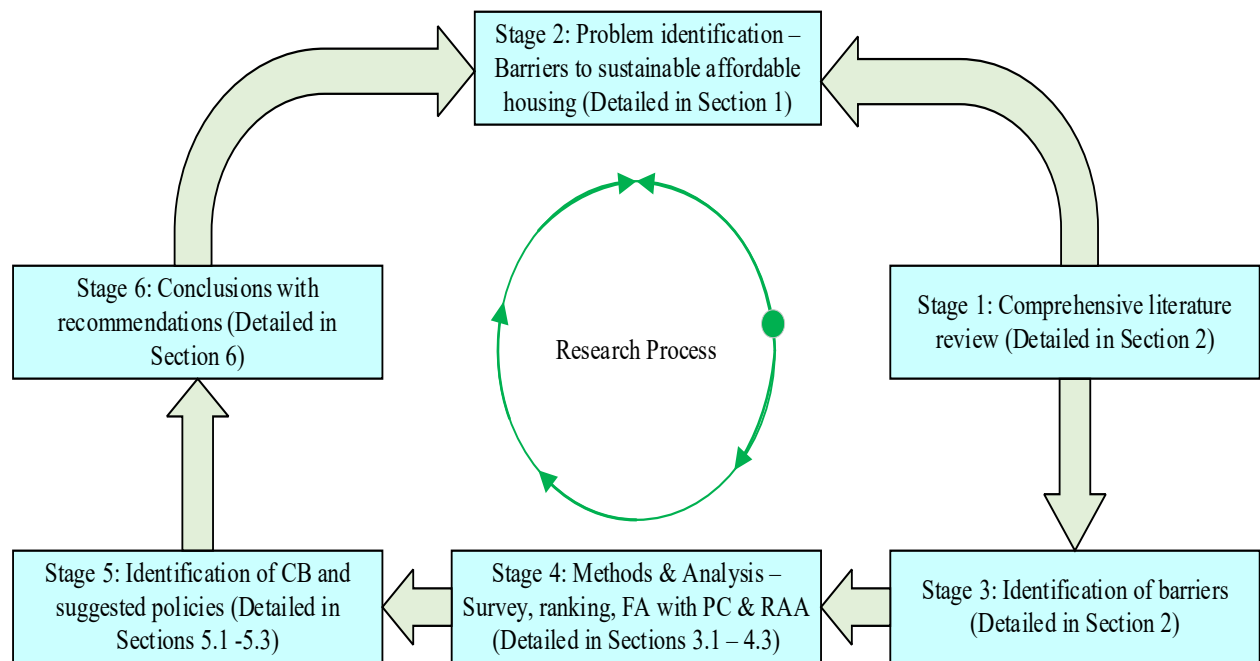 Stage 2: Problem identification –
Barriers to sustainable affordable
housing (Detailed in Section 1)
Stage 6: Conclusions with
recommendations (Detailed in
Section 6)
Stage 1: Comprehensive literature
review (Detailed in Section 2)
Research Process
Stage 5: Identification of CB and
suggested policies (Detailed in
Sections 5.1 -5.3)
Stage 4: Methods & Analysis –
Survey, ranking, FA with PC & RAA
(Detailed in Sections 3.1 – 4.3)
Stage 3: Identification of barriers
(Detailed in Section 2)